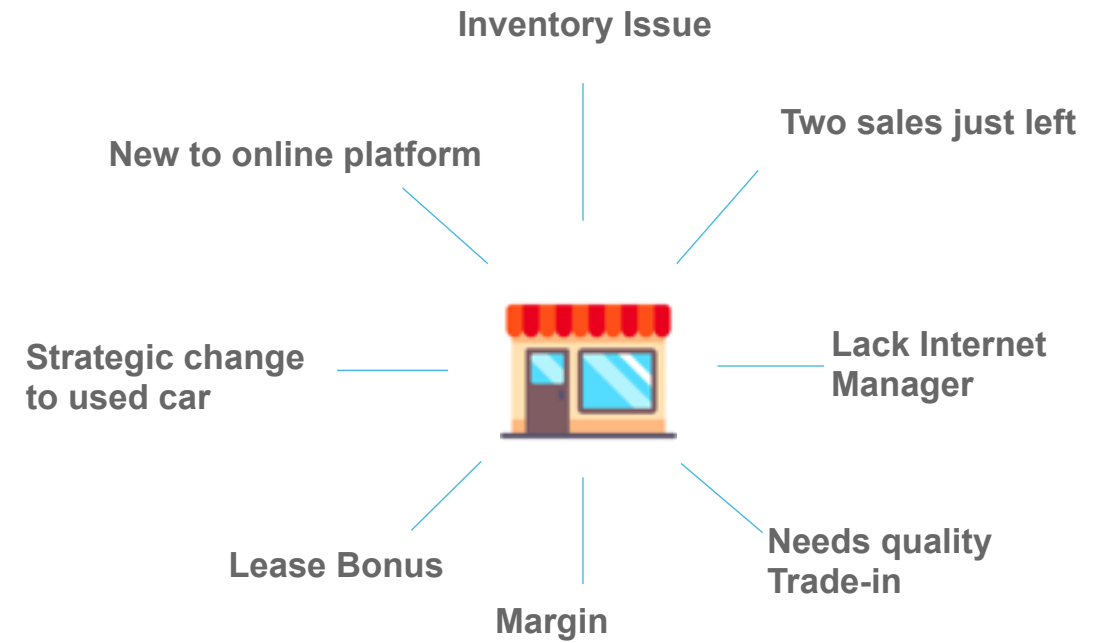 Inventory Issue
Two sales just left
New to online platform
Strategic change
to used car
Lack Internet
Manager
Lease Bonus
Needs quality
Trade-in
Margin